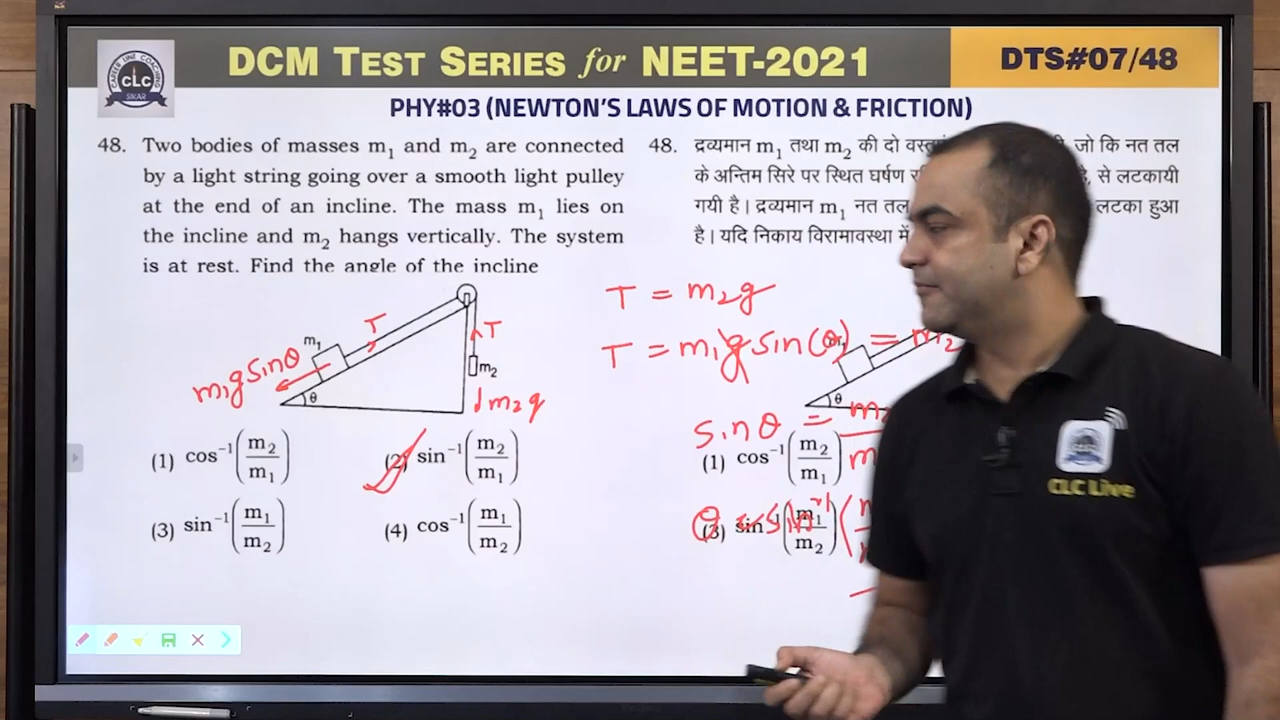 DCM TEST SERIES for NEET-2021
DTS#07/48
CAREER LINE COACHING
CLC
SIKAR
PHY#03 (NEWTON'S LAWS OF MOTION & FRICTION)
48. Two bodies of masses m₁ and m₂ are connected
by a light string going over a smooth light pulley
at the end of an incline. The mass m₁ lies on
the incline and m₂ hangs vertically. The system
is at rest. Find the angle of the incline
m₁
T
T
m₁g sinθ
θ
m₂
m₂g
(1) cos⁻¹(m₂/m₁) (2) sin⁻¹(m₂/m₁)
(3) sin⁻¹(m₁/m₂) (4) cos⁻¹(m₁/m₂)
48. द्रव्यमान m₁ तथा m₂ की दो
जो कि नत तल
के अन्तिम सिरे पर स्थित घर्षण
है, से लटकायी
गयी है। द्रव्यमान m₁ नत
लटका हुआ
है। यदि निकाय विरामावस्था में
T = m₂g
T = m₁g sin(θ) = m₂
θ
sinθ =
(1) cos⁻¹(m₂/m₁)
(3) sin⁻¹(m₁/m₂)
CLC Live